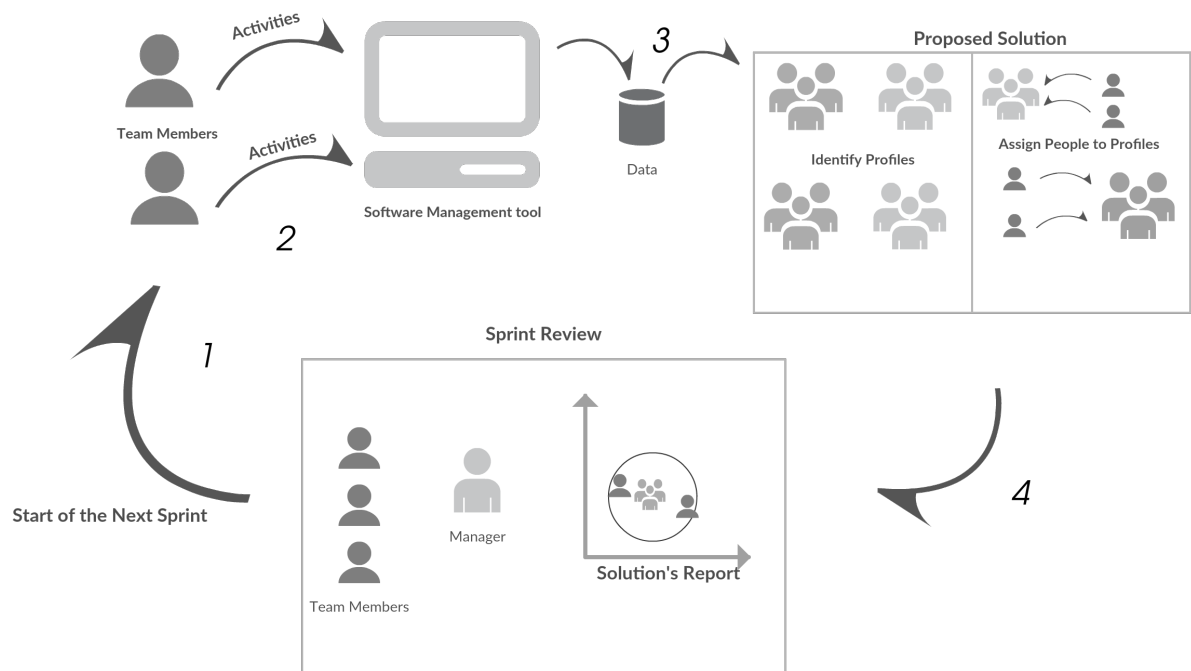 Activities
3
Proposed Solution
Team Members
Activities
Identify Profiles
Assign People to Profiles
Data
Software Management tool
2
Sprint Review
1
4
Start of the Next Sprint
Manager
Solution's Report
Team Members